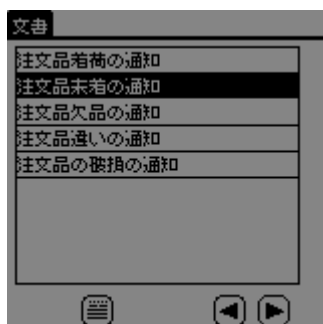 文書
注文品着荷の通知
注文品未着の通知
注文品欠品の通知
注文品違いの通知
注文品の破損の通知